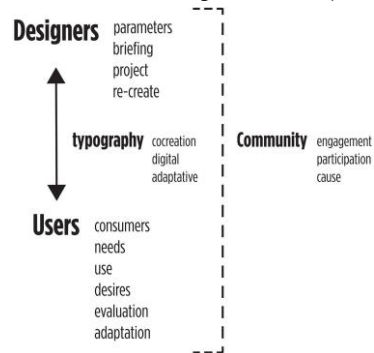 Designers
parameters
briefing
project
re-create
typography
cocreation
digital
adaptative
Community
engagement
participation
cause
Users
consumers
needs
use
desires
evaluation
adaptation